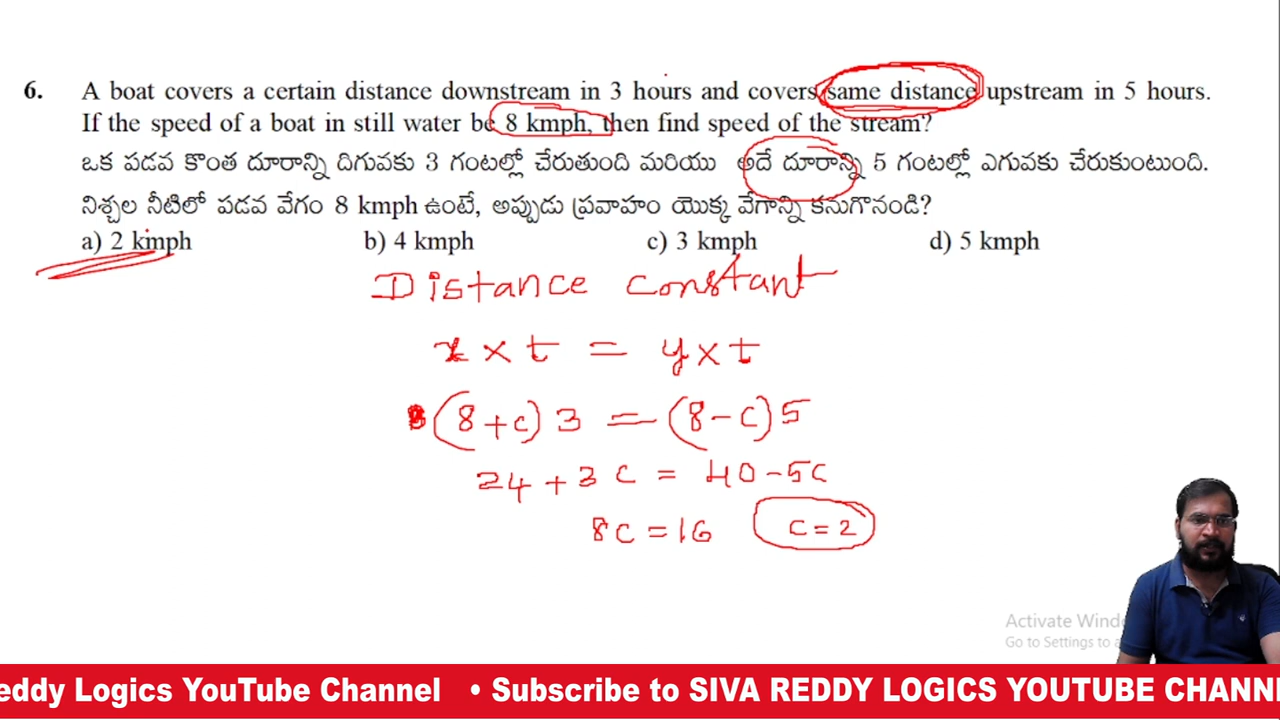 6. A boat covers a certain distance downstream in 3 hours and covers same distance upstream in 5 hours.
If the speed of a boat in still water be 8 kmph, then find speed of the stream?
ఒక పడవ కొంత దూరాన్ని దిగువకు 3 గంటల్లో చేరుతుంది మరియు అదే దూరాన్ని 5 గంటల్లో ఎగువకు చేరుకుంటుంది.
నిశ్చల నీటిలో పడవ వేగం 8 kmph ఉంటే, అప్పుడు ప్రవాహం యొక్క వేగాన్ని కనుగొనండి?
a) 2 kmph b) 4 kmph c) 3 kmph d) 5 kmph
Distance constant
x × t = y × t
(8+c) 3 = (8-c) 5
24 + 3c = 40-5c
8c = 16 c = 2
Activate Wind
Go to Settings to a
eddy Logics YouTube Channel • Subscribe to SIVA REDDY LOGICS YOUTUBE CHANN